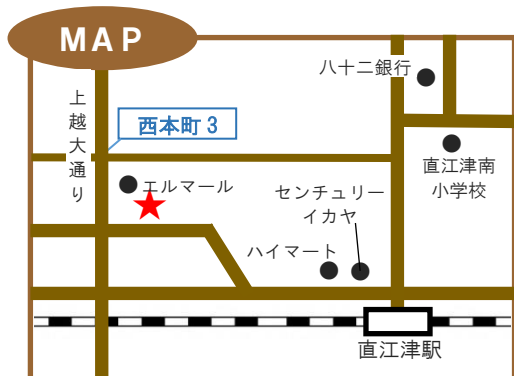 MAP
八十二銀行
上越大通り
西本町3
直江津南
小学校
エルマール
センチュリー
イカヤ
ハイマート
直江津駅